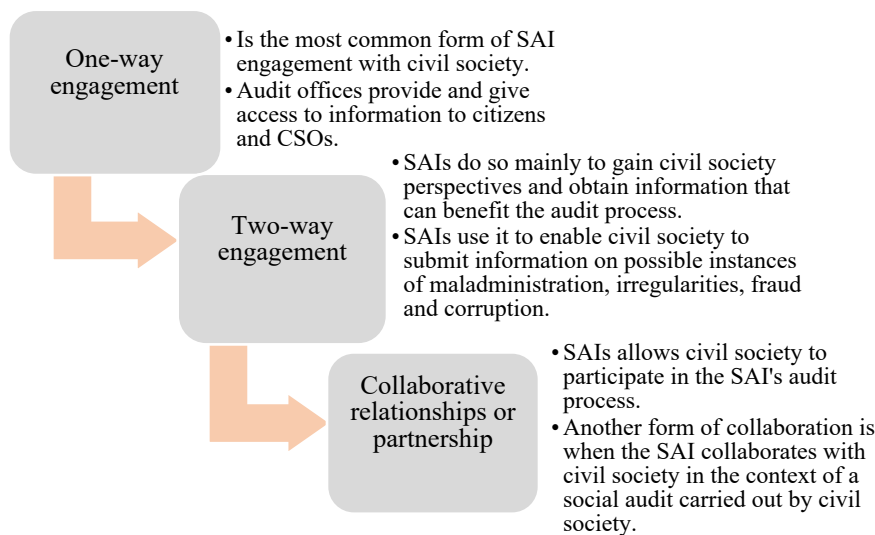 One-way
engagement
• Is the most common form of SAI
engagement with civil society.
• Audit offices provide and give
access to information to citizens
and CSOs.
Two-way
engagement
• SAIs do so mainly to gain civil society
perspectives and obtain information that
can benefit the audit process.
• SAIs use it to enable civil society to
submit information on possible instances
of maladministration, irregularities, fraud
and corruption.
Collaborative
relationships or
partnership
• SAIs allows civil society to
participate in the SAI's audit
process.
• Another form of collaboration is
when the SAI collaborates with
civil society in the context of a
social audit carried out by civil
society.